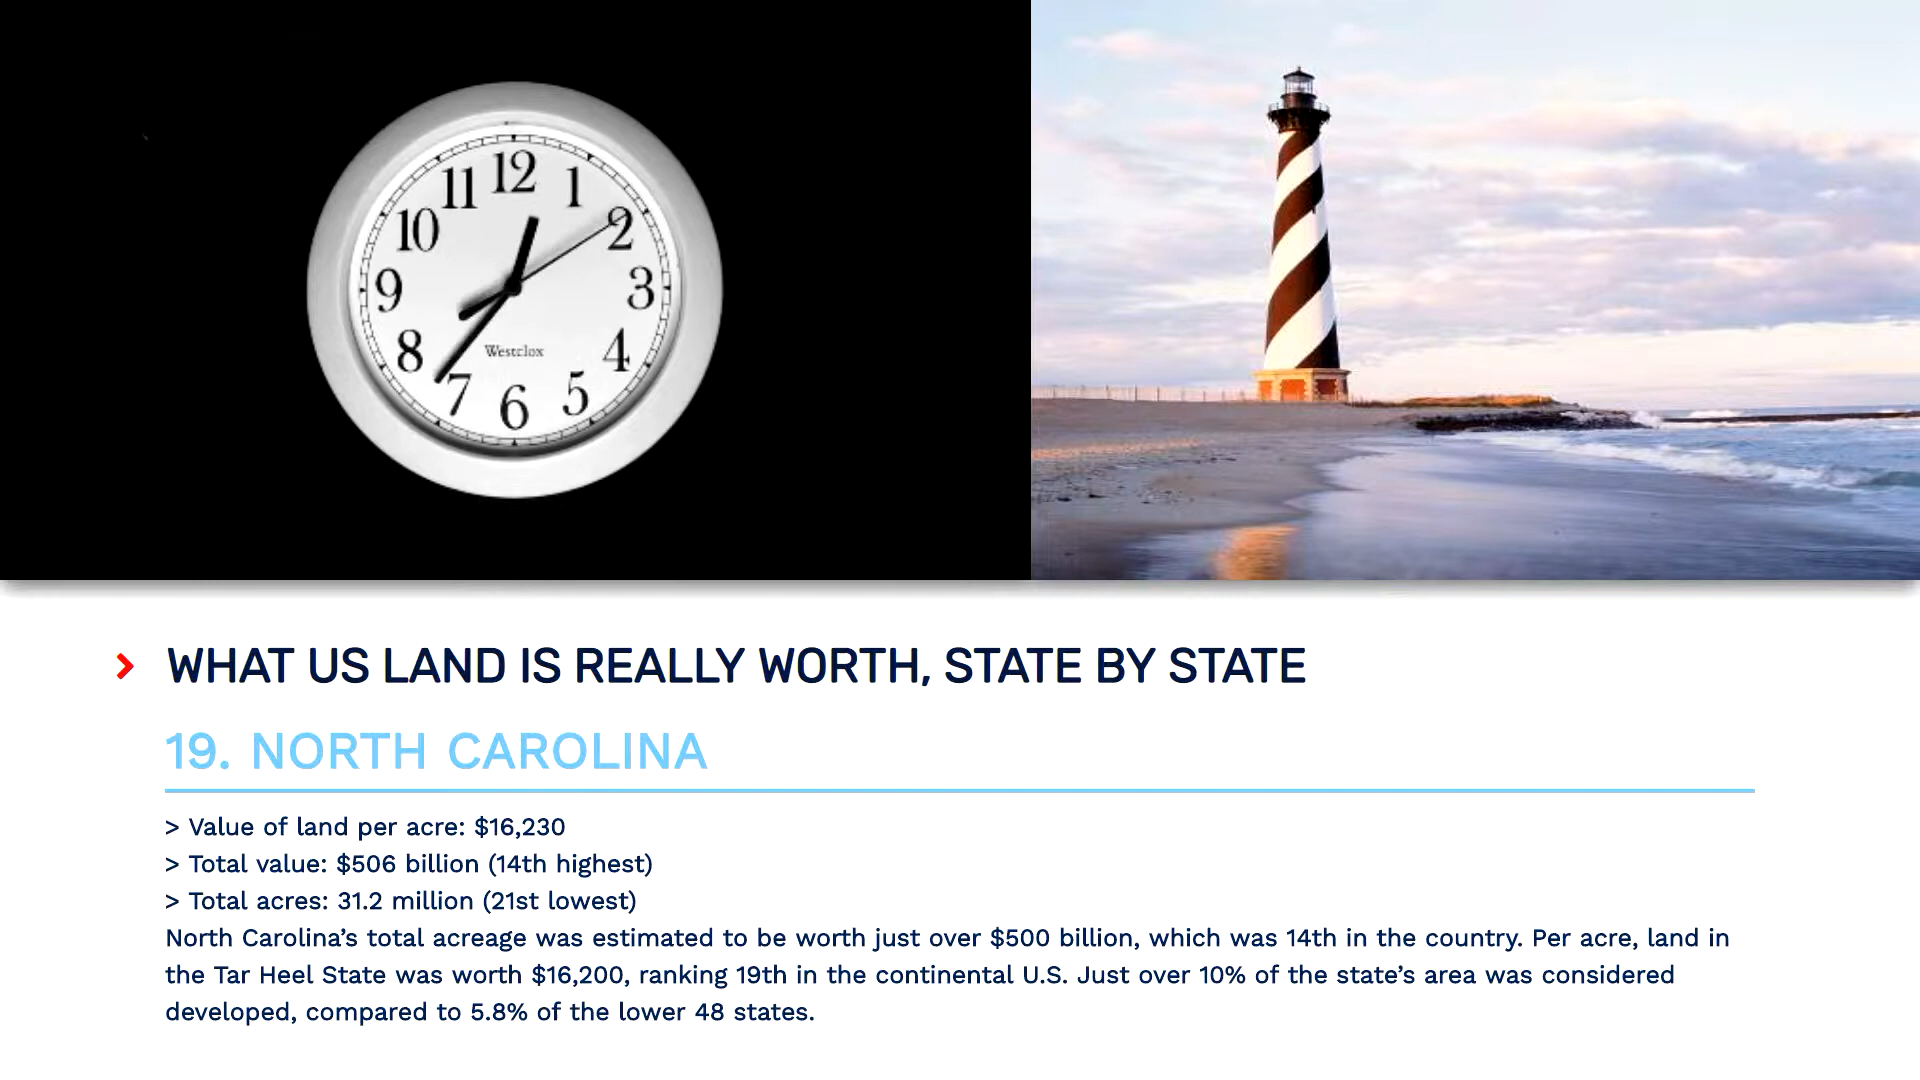 12
11
1
10
2
9
3
8
4
Westclox
7
5
6
WHAT US LAND IS REALLY WORTH, STATE BY STATE
19. NORTH CAROLINA
> Value of land per acre: $16,230
> Total value: $506 billion (14th highest)
> Total acres: 31.2 million (21st lowest)
North Carolina’s total acreage was estimated to be worth just over $500 billion, which was 14th in the country. Per acre, land in
the Tar Heel State was worth $16,200, ranking 19th in the continental U.S. Just over 10% of the state’s area was considered
developed, compared to 5.8% of the lower 48 states.